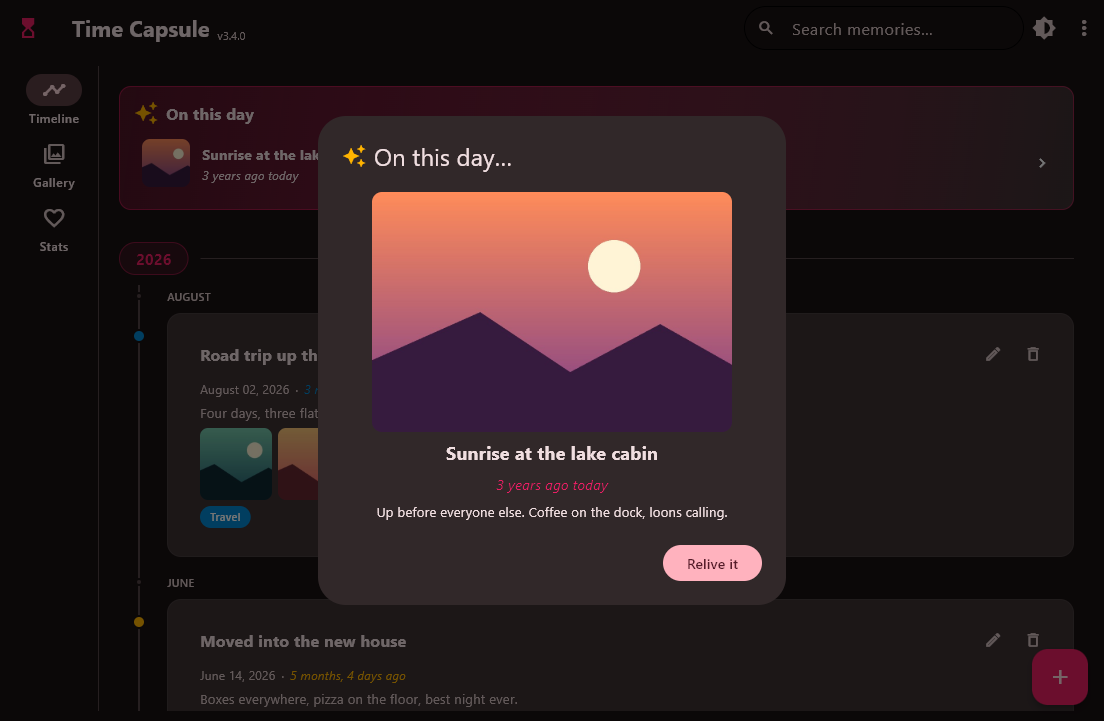 Time Capsule v3.4.0
Search memories...
Timeline
Gallery
Stats
On this day
Sunrise at the lake
3 years ago today
2026
AUGUST
Road trip up th
August 02, 2026 ·
Four days, three flat
Travel
JUNE
Moved into the new house
June 14, 2026 · 5 months, 4 days ago
Boxes everywhere, pizza on the floor, best night ever.
On this day...
Sunrise at the lake cabin
3 years ago today
Up before everyone else. Coffee on the dock, loons calling.
Relive it